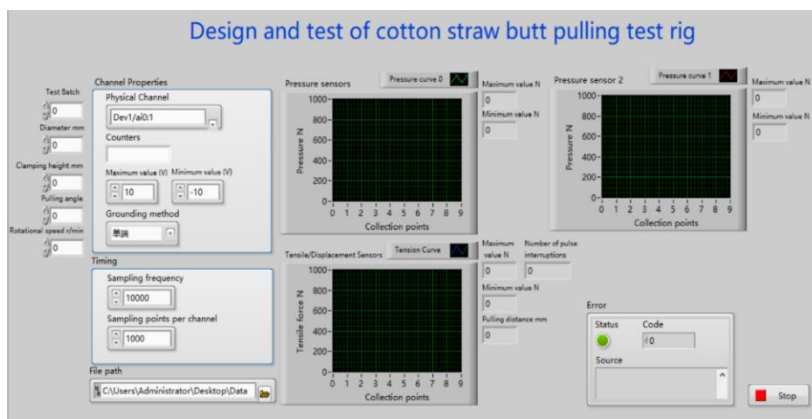 Design and test of cotton straw butt pulling test rig
Test Batch
0
Diameter mm
0
Clamping height mm
0
Pulling angle
0
Rotational speed r/min
0
Channel Properties
Physical Channel
Dev1/ai0:1
Counters
Maximum value (V) Minimum value (V)
10 -10
Grounding method
单端
Timing
Sampling frequency
10000
Sampling points per channel
1000
File path
C:\Users\Administrator\Desktop\Data
Pressure sensors
Pressure curve 0
Pressure N
1000
800
600
400
200
0
0 1 2 3 4 5 6 7 8 9
Collection points
Maximum value N
0
Minimum value N
0
Pressure sensor 2
Pressure curve 1
Pressure N
1000
800
600
400
200
0
0 1 2 3 4 5 6 7 8 9
Collection points
Maximum value N
0
Minimum value N
0
Tensile/Displacement Sensors
Tension Curve
Tensile force N
1000
800
600
400
200
0
0 1 2 3 4 5 6 7 8 9
Collection points
Maximum value N
0
Number of pulse interruptions
0
Minimum value N
0
Pulling distance mm
0
Error
Status Code
0
Source
Stop